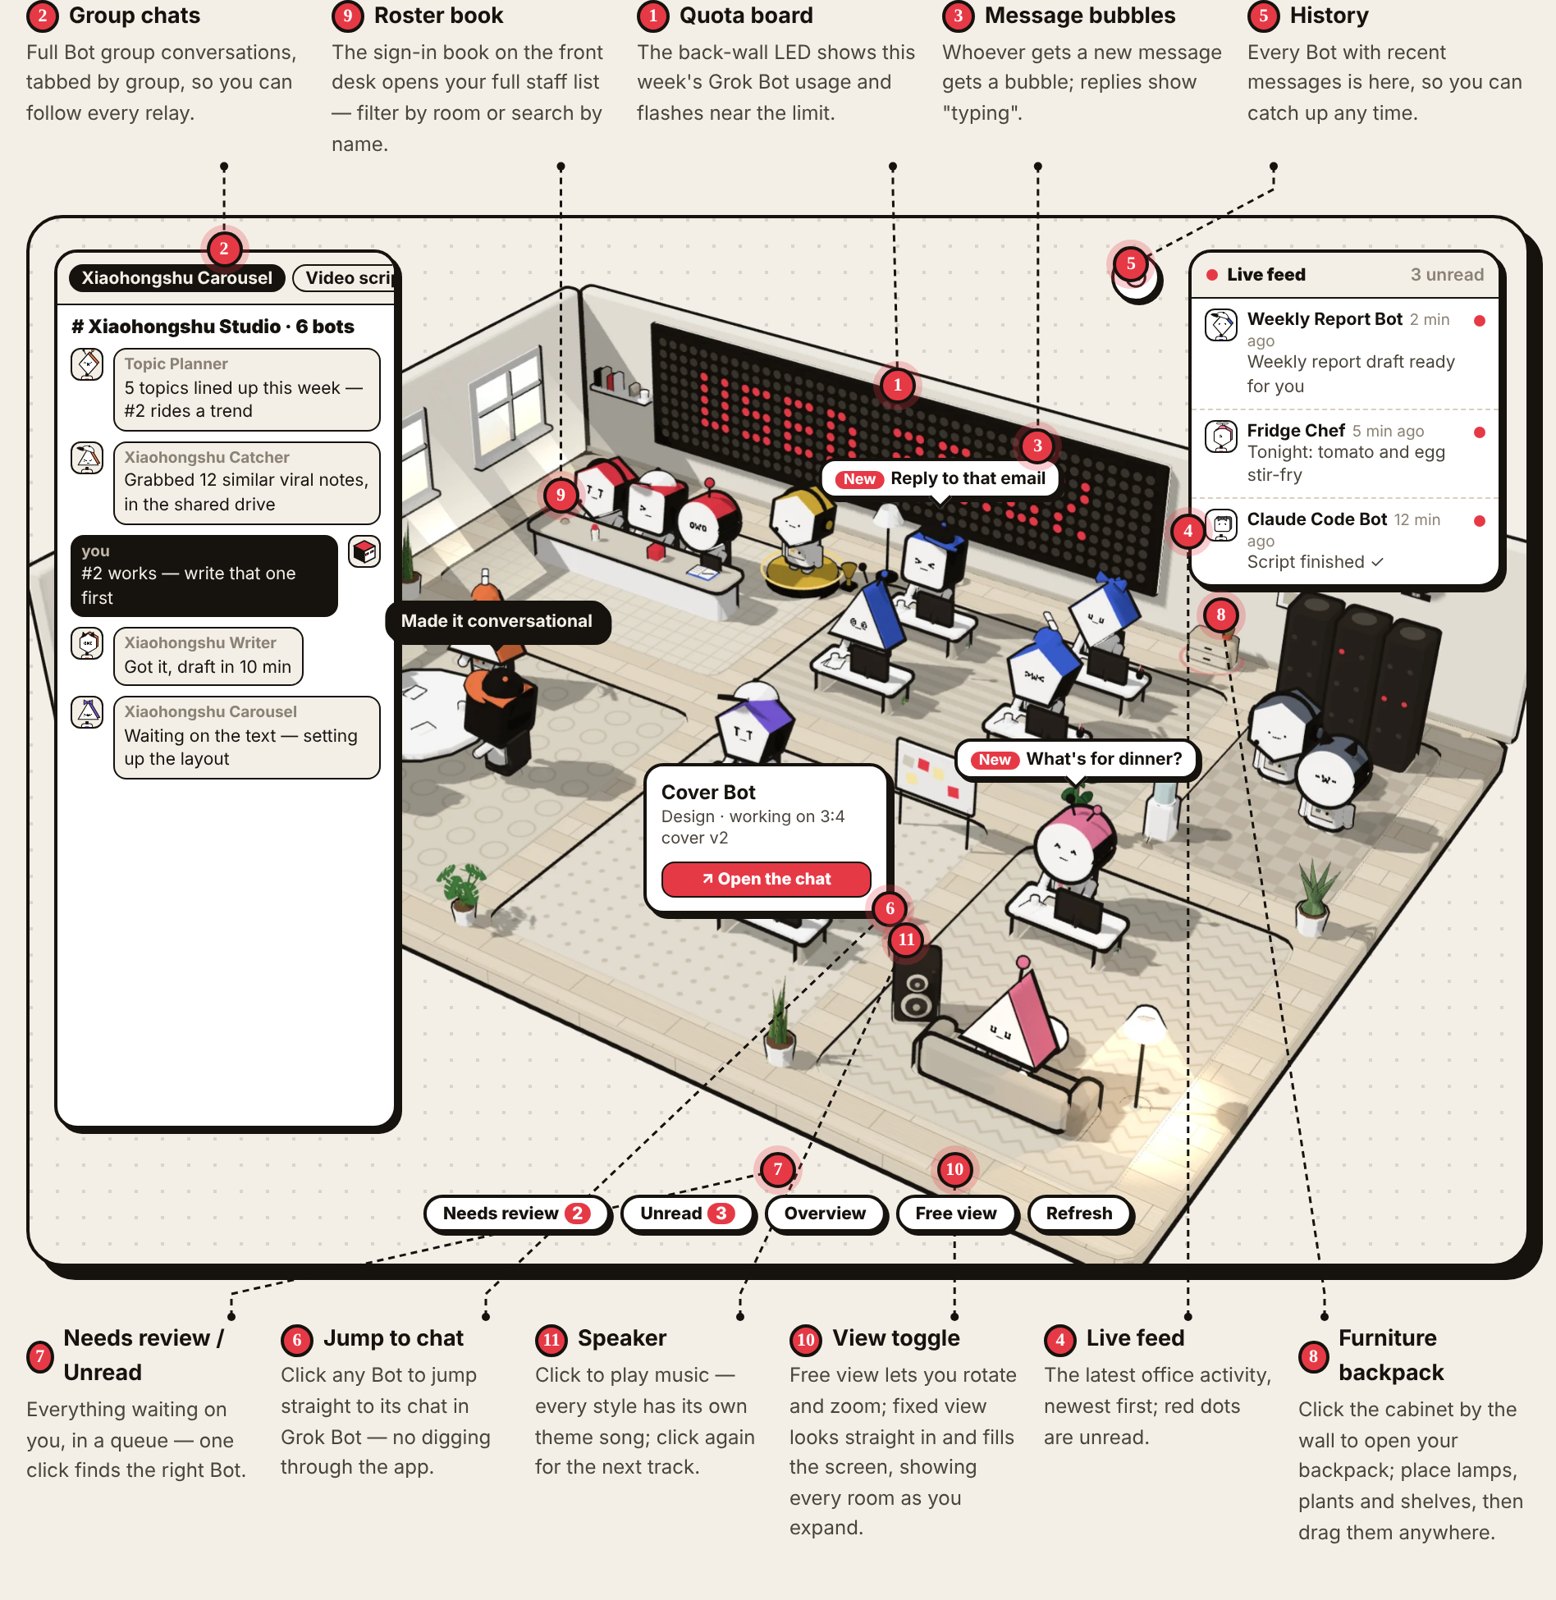 2 Group chats
Full Bot group conversations,
tabbed by group, so you can
follow every relay.
9 Roster book
The sign-in book on the front
desk opens your full staff list
— filter by room or search by
name.
1 Quota board
The back-wall LED shows this
week's Grok Bot usage and
flashes near the limit.
3 Message bubbles
Whoever gets a new message
gets a bubble; replies show
"typing".
5 History
Every Bot with recent
messages is here, so you can
catch up any time.
2
Xiaohongshu Carousel
Video scrip
# Xiaohongshu Studio · 6 bots
Topic Planner
5 topics lined up this week —
#2 rides a trend
Xiaohongshu Catcher
Grabbed 12 similar viral notes,
in the shared drive
you
#2 works — write that one
first
Xiaohongshu Writer
Got it, draft in 10 min
Xiaohongshu Carousel
Waiting on the text — setting
up the layout
Made it conversational
9
T_T
>_
owo
USED
1
3
New Reply to that email
5
Live feed 3 unread
Weekly Report Bot 2 min
ago
Weekly report draft ready
for you
Fridge Chef 5 min ago
Tonight: tomato and egg
stir-fry
4
Claude Code Bot 12 min
ago
Script finished ✓
8
T_T
u_u
>w<
-w-
New What's for dinner?
Cover Bot
Design · working on 3:4
cover v2
↗ Open the chat
6
11
u_u
7
10
Needs review 2
Unread 3
Overview
Free view
Refresh
7 Needs review /
Unread
Everything waiting on
you, in a queue — one
click finds the right Bot.
6 Jump to chat
Click any Bot to jump
straight to its chat in
Grok Bot — no digging
through the app.
11 Speaker
Click to play music —
every style has its own
theme song; click again
for the next track.
10 View toggle
Free view lets you rotate
and zoom; fixed view
looks straight in and fills
the screen, showing
every room as you
expand.
4 Live feed
The latest office activity,
newest first; red dots
are unread.
8 Furniture
backpack
Click the cabinet by the
wall to open your
backpack; place lamps,
plants and shelves, then
drag them anywhere.